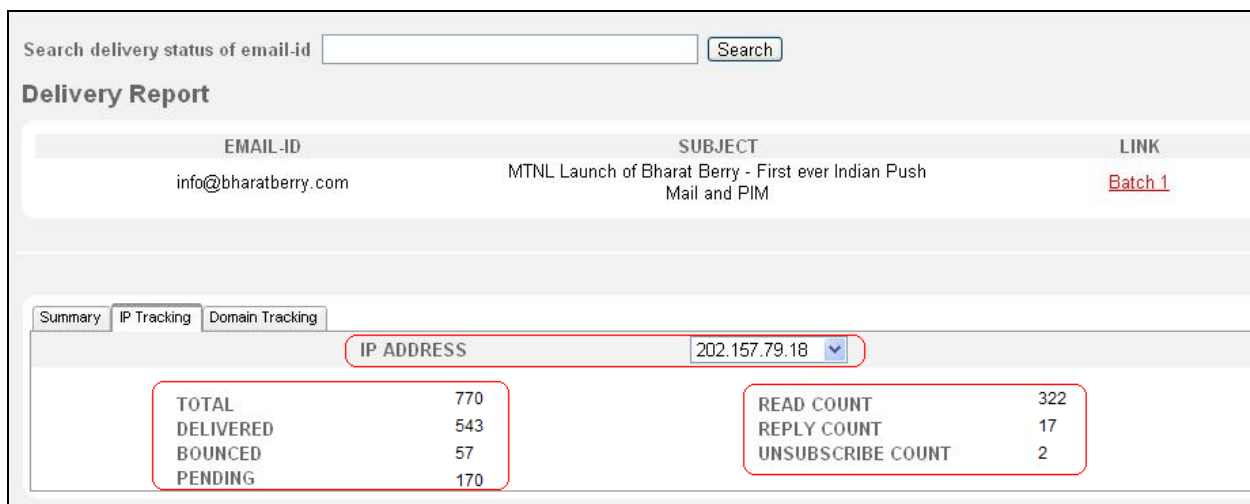 Search delivery status of email-id Search
Delivery Report
EMAIL-ID SUBJECT LINK
info@bharatberry.com MTNL Launch of Bharat Berry - First ever Indian Push Mail and PIM Batch 1
Summary IP Tracking Domain Tracking
IP ADDRESS 202.157.79.18
TOTAL 770 READ COUNT 322
DELIVERED 543 REPLY COUNT 17
BOUNCED 57 UNSUBSCRIBE COUNT 2
PENDING 170